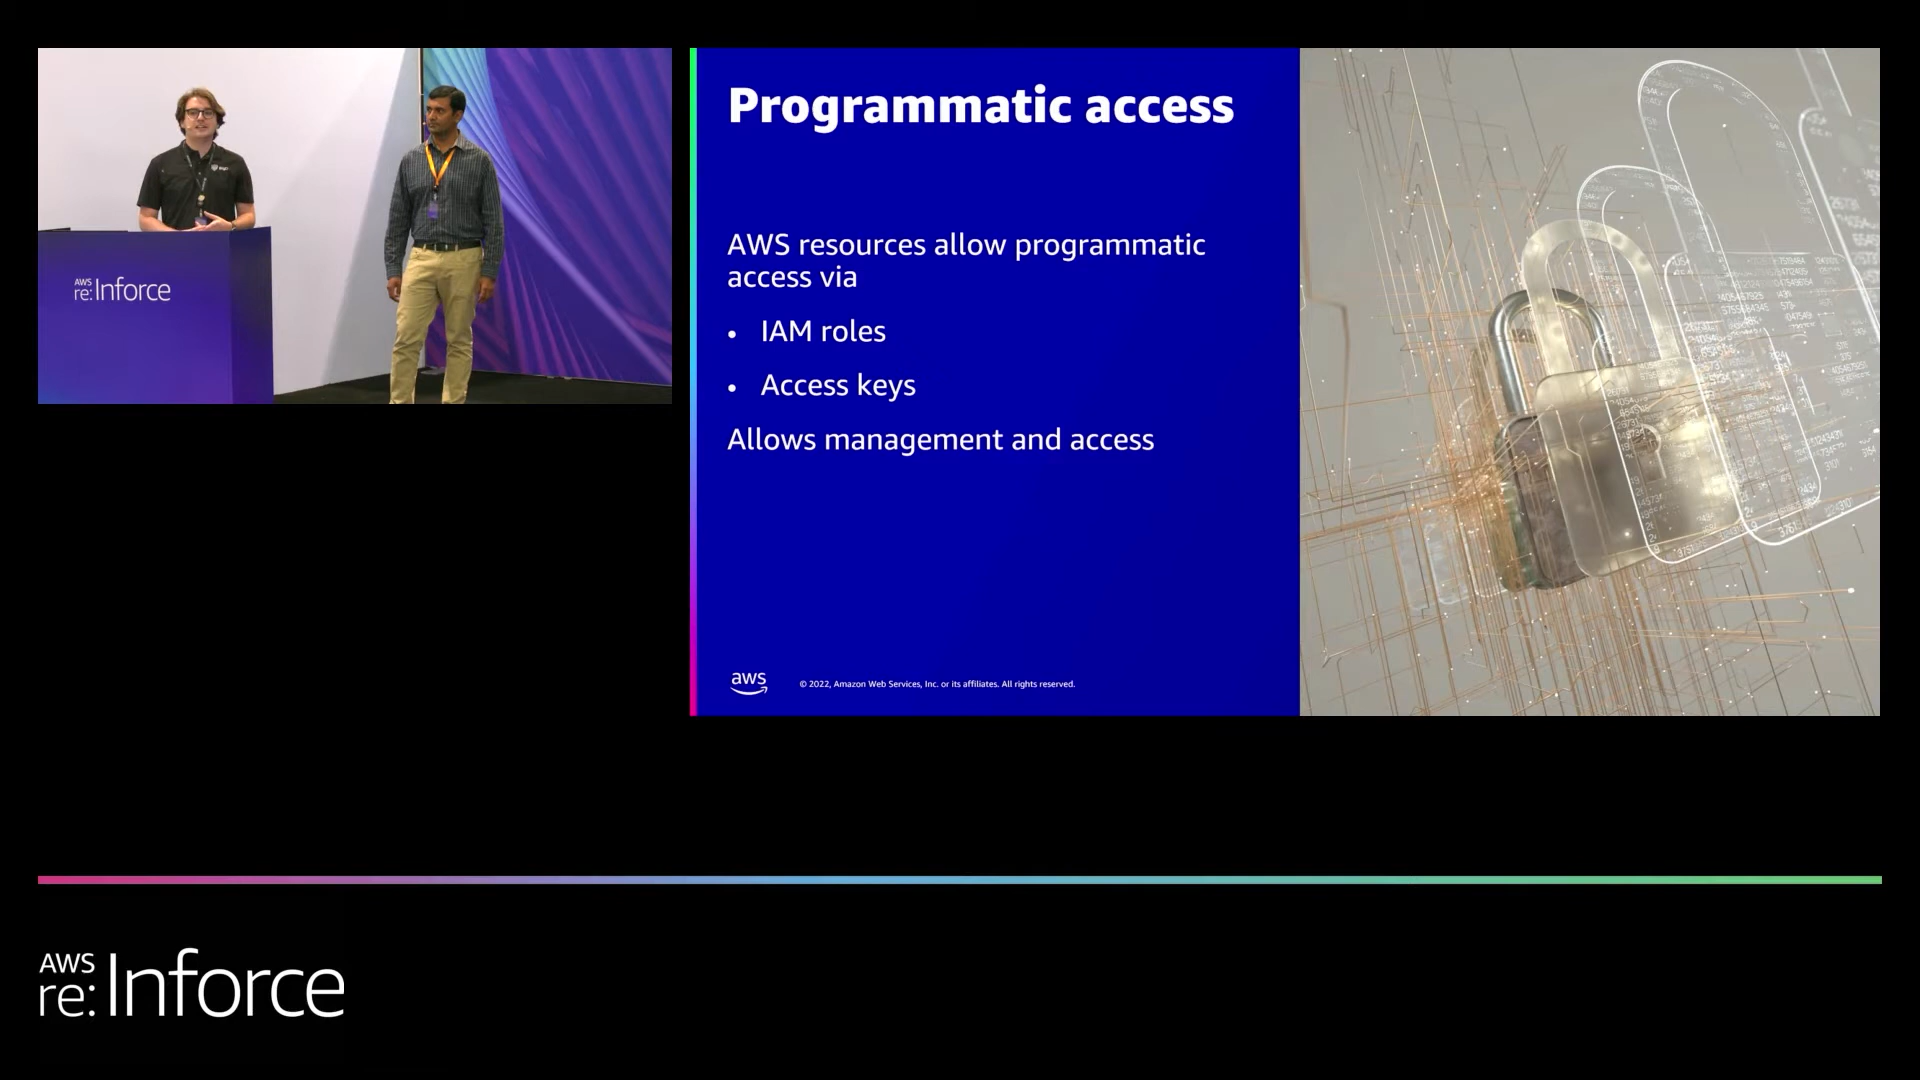 AWS
re:Inforce
Programmatic access
AWS resources allow programmatic
access via
• IAM roles
• Access keys
Allows management and access
aws
© 2022, Amazon Web Services, Inc. or its affiliates. All rights reserved.
AWS
re:Inforce